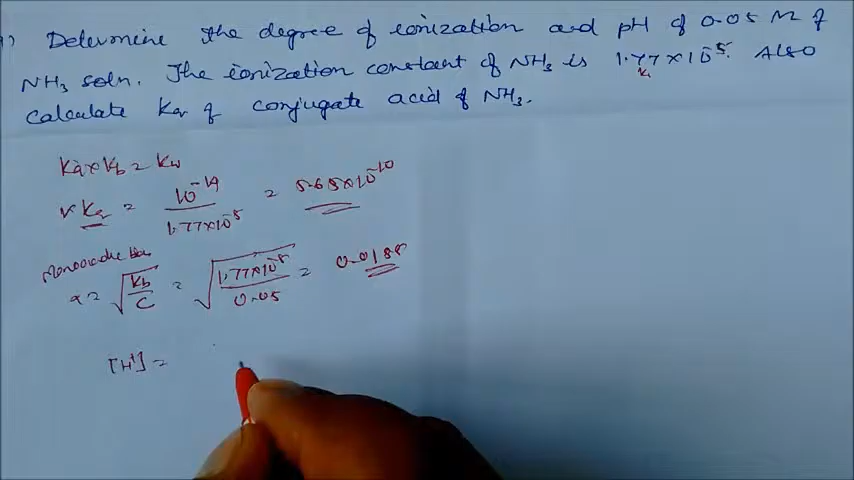 Determine the degree of ionization and pH of 0.05 M of
NH₃ soln. The ionization constant of NH₃ is 1.77×10⁻⁵. Also
Kb
calculate Ka of conjugate acid of NH₃.
Ka×Kb = Kw
Ka = 10⁻¹⁴ / 1.77×10⁻⁵ = 5.65×10⁻¹⁰
α = √(Kb/C) = √(1.77×10⁻⁵/0.05) = 0.0188
[H⁺] =